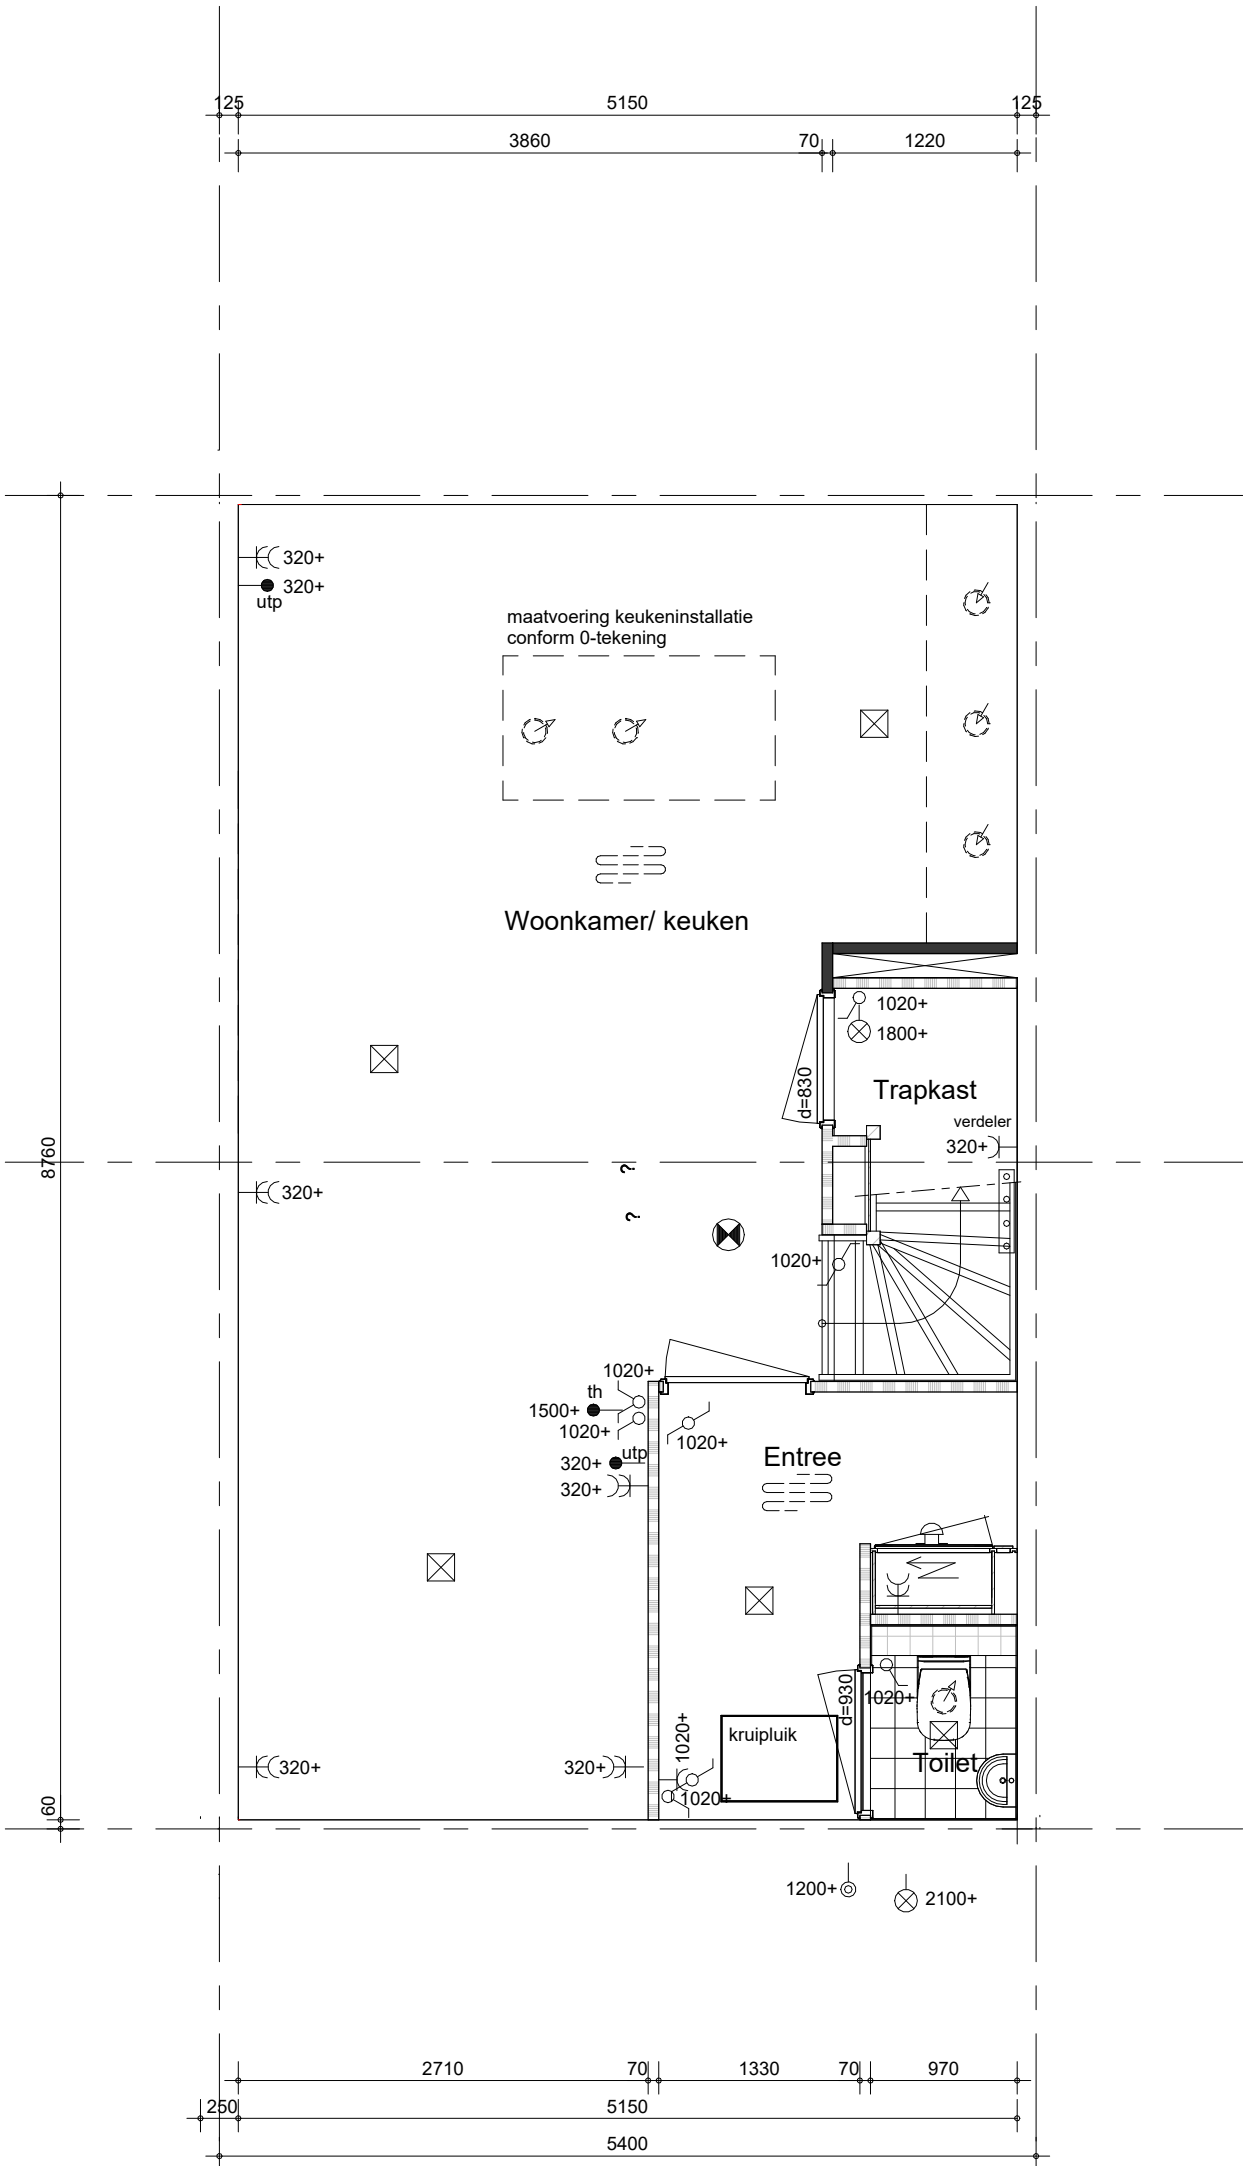 125
5150
125
3860
70
1220
320+
320+
utp
maatvoering keukeninstallatie
conform 0-tekening
Woonkamer/ keuken
1020+
1800+
d=830
Trapkast
verdeler
320+
8760
?
320+
?
1020+
1020+
th
1500+
1020+
1020+
utp
320+
320+
Entree
d=930
1020+
1020+
kruipluik
Toilet
320+
320+
1020+
60
1200+
2100+
2710
70
1330
70
970
250
5150
5400